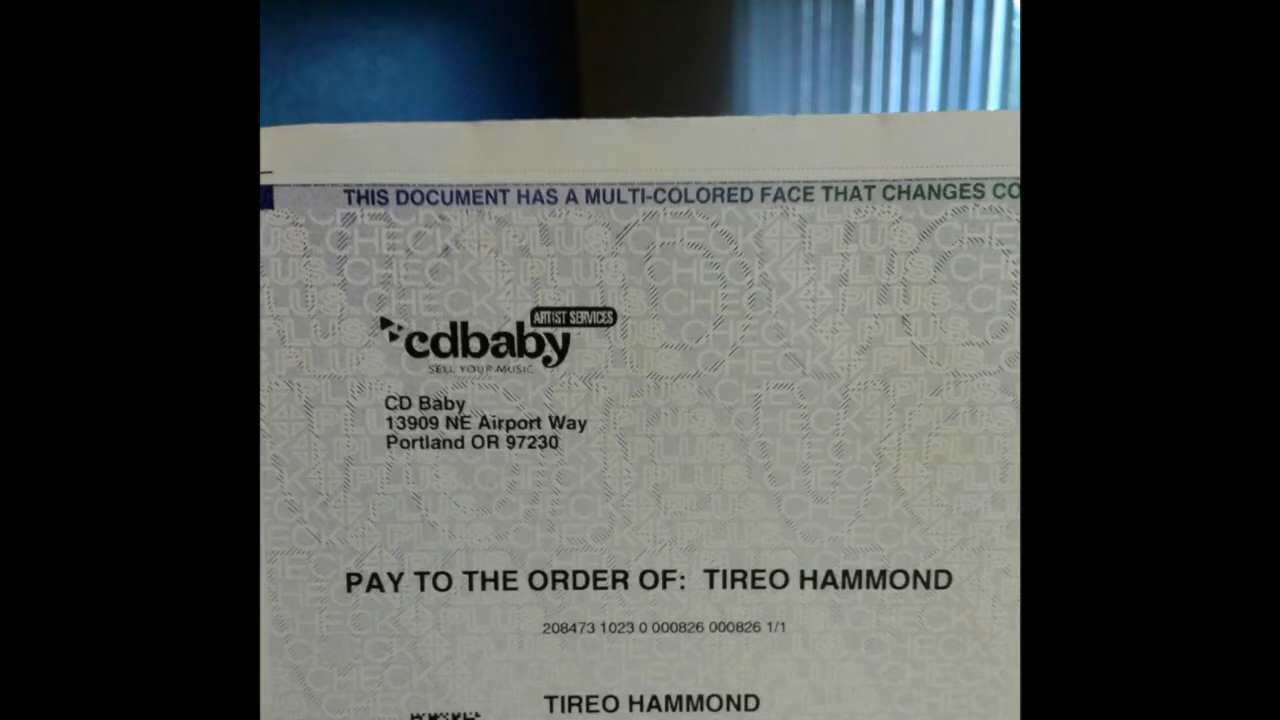 THIS DOCUMENT HAS A MULTI-COLORED FACE THAT CHANGES CO
ARTIST SERVICES
cdbaby
SELL YOUR MUSIC
CD Baby
13909 NE Airport Way
Portland OR 97230
PAY TO THE ORDER OF: TIREO HAMMOND
208473 1023 0 000826 000826 1/1
TIREO HAMMOND